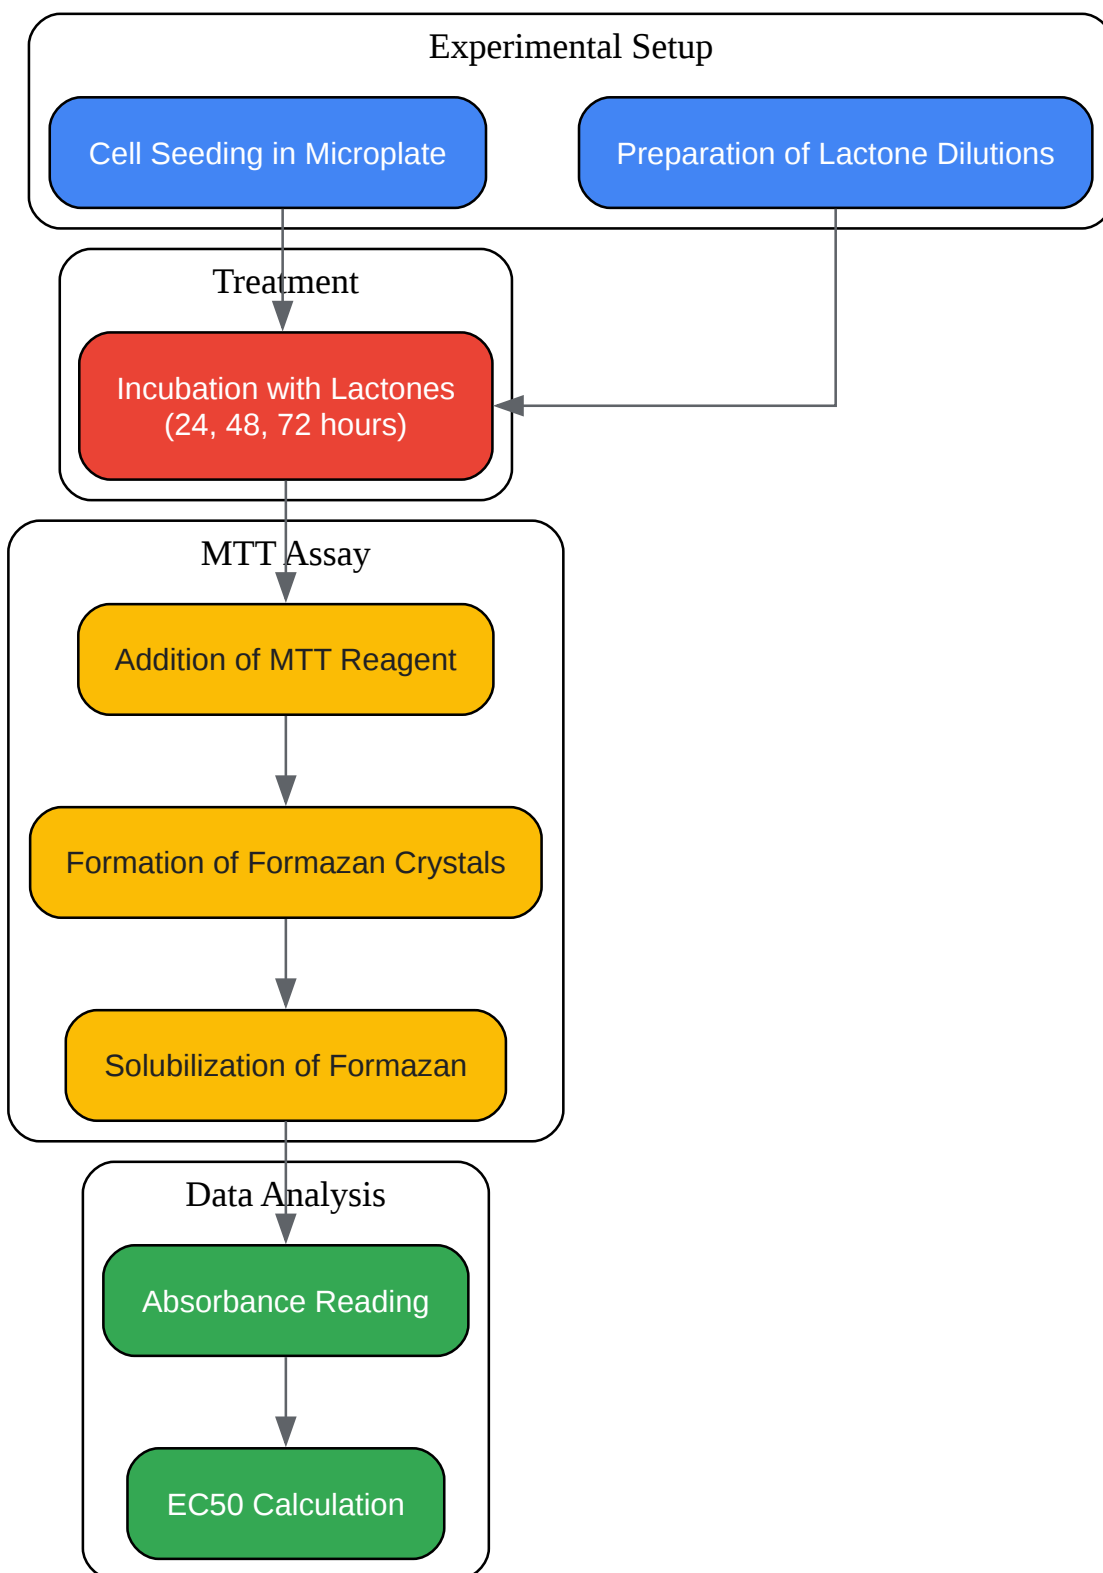 Experimental Setup
Cell Seeding in Microplate
Preparation of Lactone Dilutions
Treatment
Incubation with Lactones
(24, 48, 72 hours)
MTT Assay
Addition of MTT Reagent
Formation of Formazan Crystals
Solubilization of Formazan
Data Analysis
Absorbance Reading
EC50 Calculation